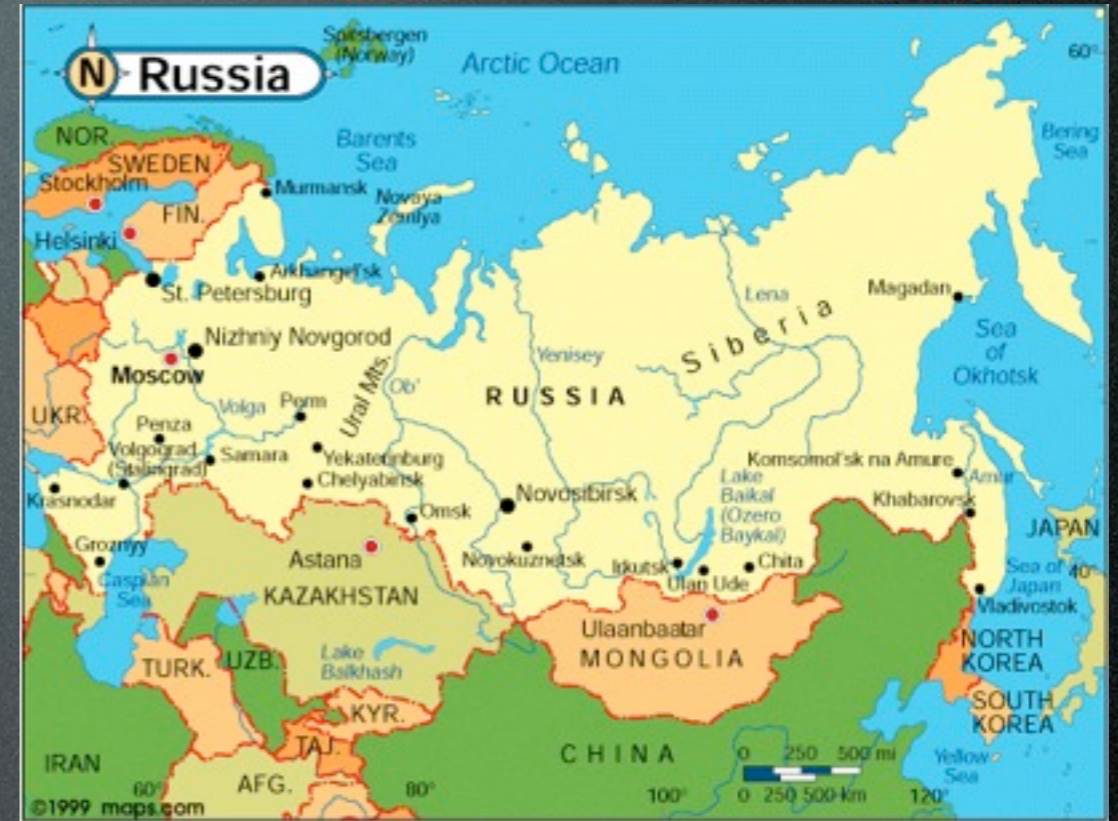 N
Russia
Spitsbergen
(Norway)
Arctic Ocean
60°
Barents
Sea
Bering
Sea
NOR.
SWEDEN
Stockholm
Murmansk
Novaya
Zemlya
FIN.
Helsinki
Arkhangel'sk
St. Petersburg
Lena
Magadan
Siberia
Nizhniy Novgorod
Moscow
Sea
of
Okhotsk
Yenisey
Ob'
Ural Mts.
RUSSIA
UKR.
Volga
Perm
Penza
Volgograd
(Stalingrad)
Samara
Yekaterinburg
Chelyabinsk
Krasnodar
Komsomol'sk na Amure
Amur
Lake
Baikal
(Ozero
Baykal)
Khabarovsk
Novosibirsk
Omsk
JAPAN
Groznyy
Astana
Novokuznetsk
Irkutsk
Chita
Ulan Ude
Sea of
Japan
40°
Caspian
Sea
KAZAKHSTAN
Vladivostok
Ulaanbaatar
MONGOLIA
NORTH
KOREA
TURK.
UZB.
Lake
Balkhash
SOUTH
KOREA
KYR.
TAJ.
IRAN
CHINA
0 250 500 mi
0 250 500 km
Yellow
Sea
AFG.
60°
80°
100°
120°
©1999 maps.com